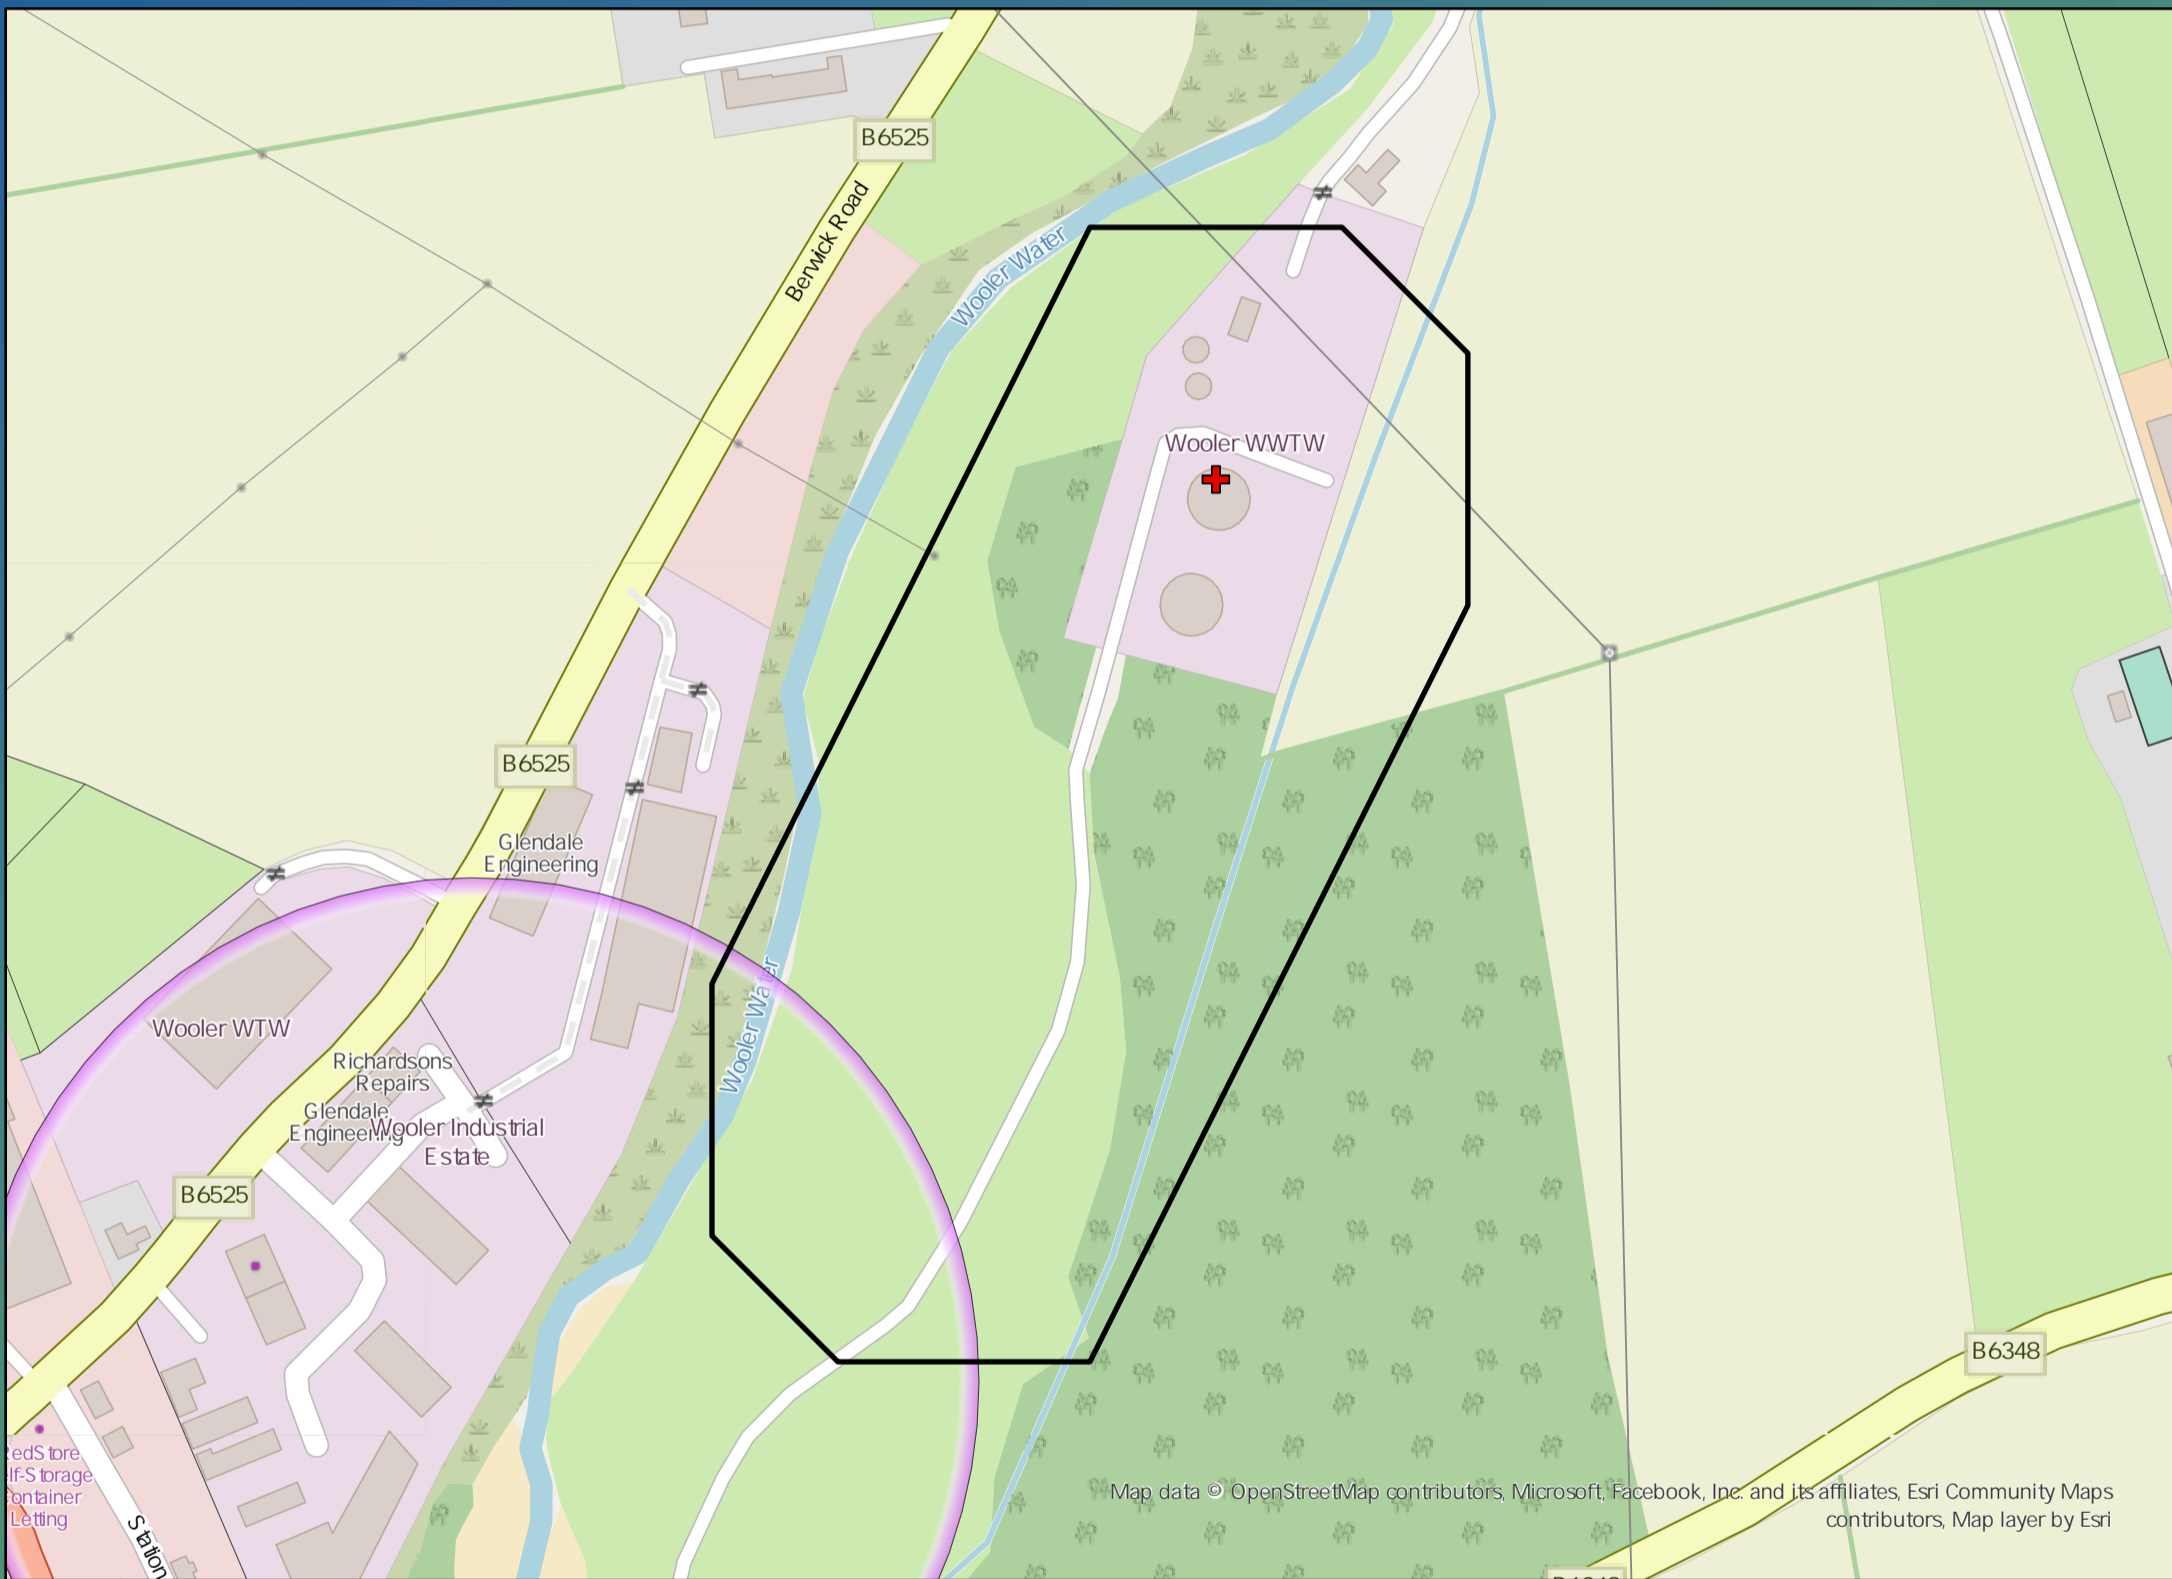 B6525
Berwick Road
Wooler Water
Wooler WWTW
B6525
Glendale
Engineering
Wooler WTW
Wooler Water
Richardsons
Repairs
Glendale
Engineering
Wooler Industrial
Estate
B6525
B6348
Station
Letting
Map data © OpenStreetMap contributors, Microsoft, Facebook, Inc. and its affiliates, Esri Community Maps
contributors, Map layer by Esri